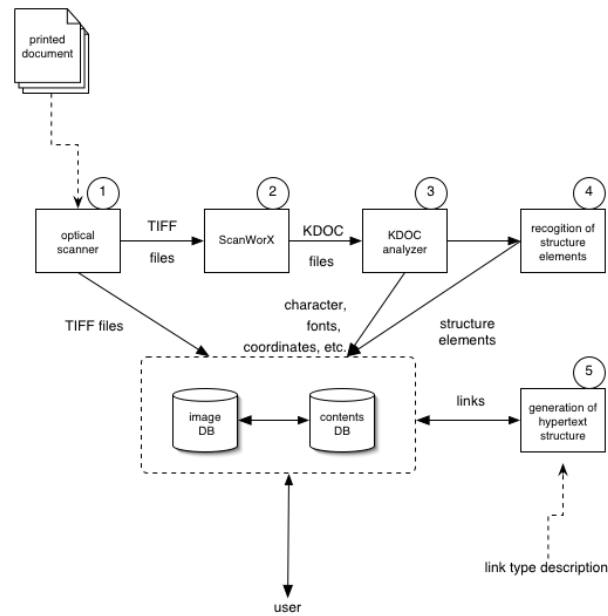 printed
document
1
2
3
4
optical
scanner
TIFF
files
ScanWorX
KDOC
files
KDOC
analyzer
recogition of
structure
elements
TIFF files
character,
fonts,
coordinates, etc.
structure
elements
5
image
DB
contents
DB
links
generation of
hypertext
structure
link type description
user